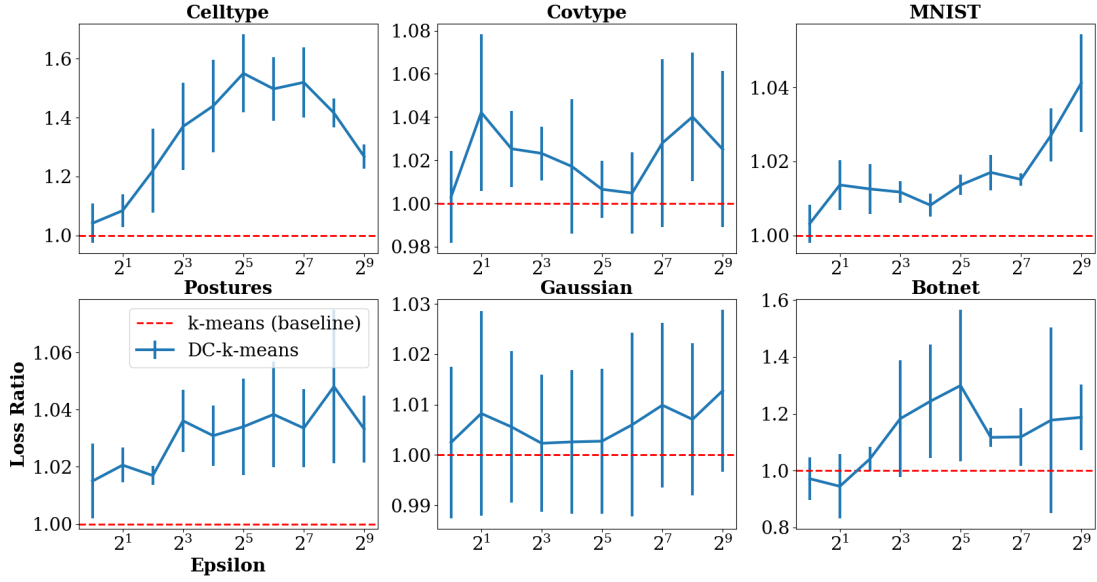 Celltype
1.6
1.4
1.2
1.0
2^1 2^3 2^5 2^7 2^9
Covtype
1.08
1.06
1.04
1.02
1.00
0.98
2^1 2^3 2^5 2^7 2^9
MNIST
1.04
1.02
1.00
2^1 2^3 2^5 2^7 2^9
Postures
k-means (baseline)
DC-k-means
1.06
1.04
1.02
1.00
Loss Ratio
2^1 2^3 2^5 2^7 2^9
Epsilon
Gaussian
1.03
1.02
1.01
1.00
0.99
2^1 2^3 2^5 2^7 2^9
Botnet
1.6
1.4
1.2
1.0
0.8
2^1 2^3 2^5 2^7 2^9